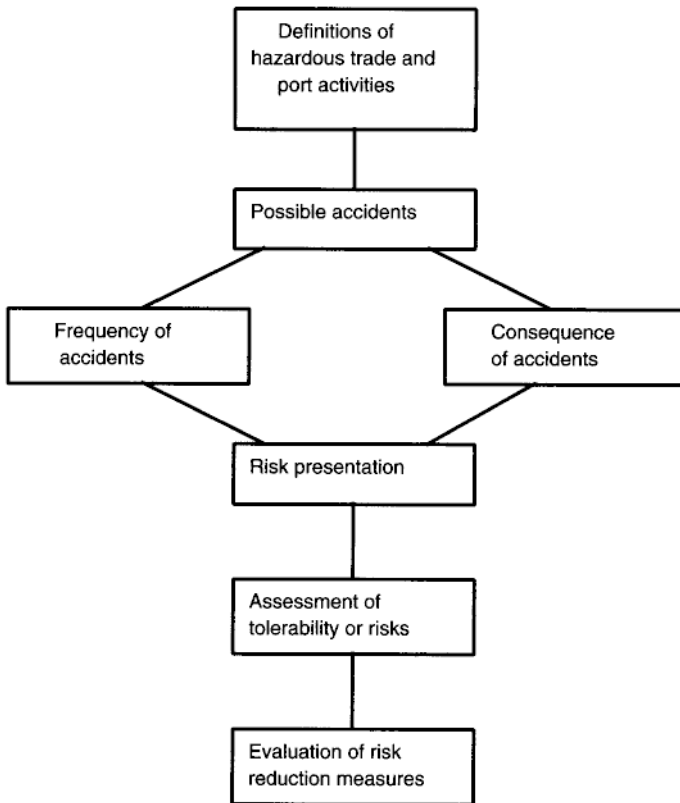 Definitions of
hazardous trade and
port activities
Possible accidents
Frequency of
accidents
Consequence
of accidents
Risk presentation
Assessment of
tolerability or risks
Evaluation of risk
reduction measures